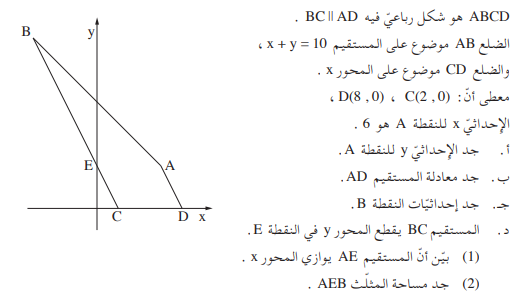 ABCD هو شكل رباعيّ فيه BC || AD .
الضلع AB موضوع على المستقيم x + y = 10 ،
والضلع CD موضوع على المحور x .
معطى أنّ: C(2 , 0) ، D(8 , 0) ،
الإحداثيّ x للنقطة A هو 6 .
أ. جد الإحداثيّ y للنقطة A .
ب. جد معادلة المستقيم AD .
جـ. جد إحداثيّات النقطة B .
د. المستقيم BC يقطع المحور y في النقطة E .
(1) بيّن أنّ المستقيم AE يوازي المحور x .
(2) جد مساحة المثلّث AEB .
B
y
E
A
C
D
x